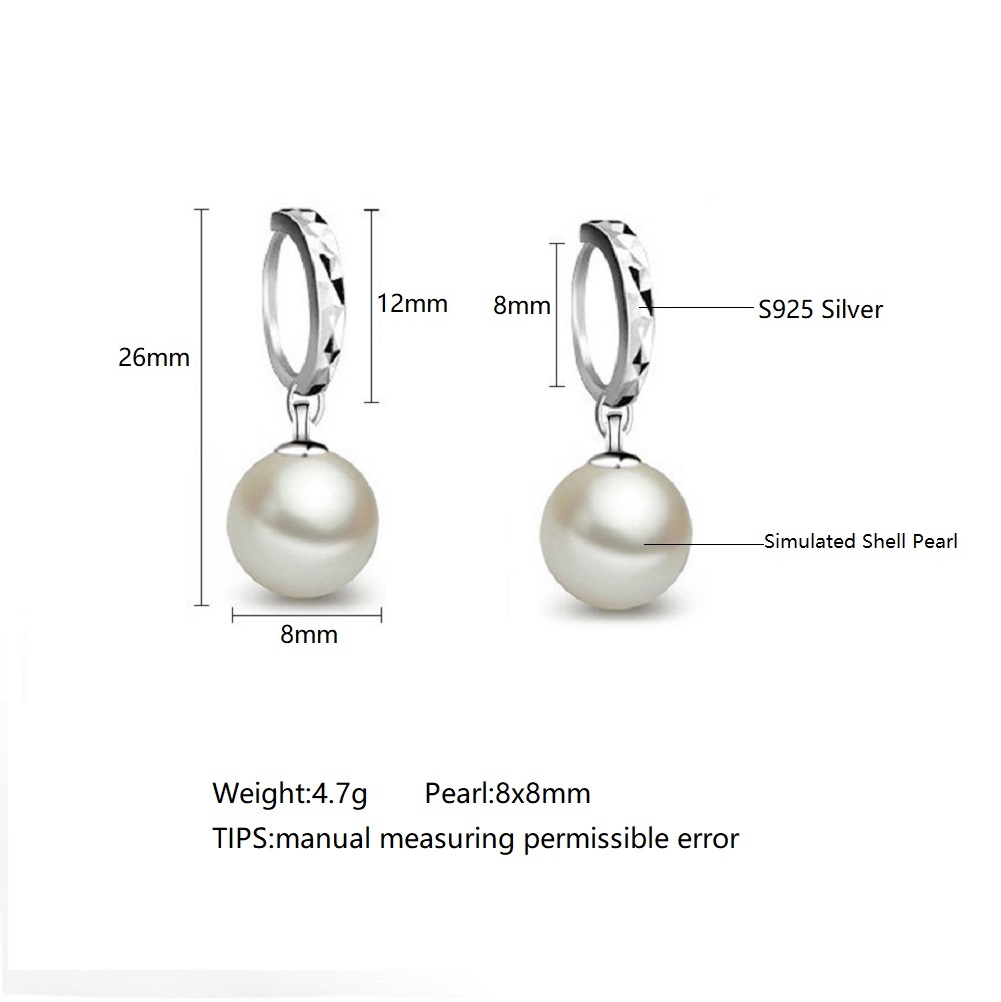 12mm
8mm
S925 Silver
26mm
Simulated Shell Pearl
8mm
Weight:4.7g Pearl:8x8mm
TIPS:manual measuring permissible error